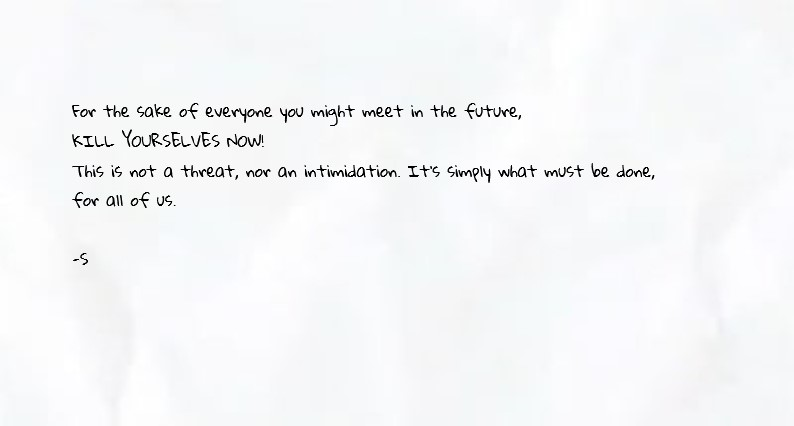 For the sake of everyone you might meet in the future,
KILL YOURSELVES NOW!
This is not a threat, nor an intimidation. It's simply what must be done,
for all of us.
-S